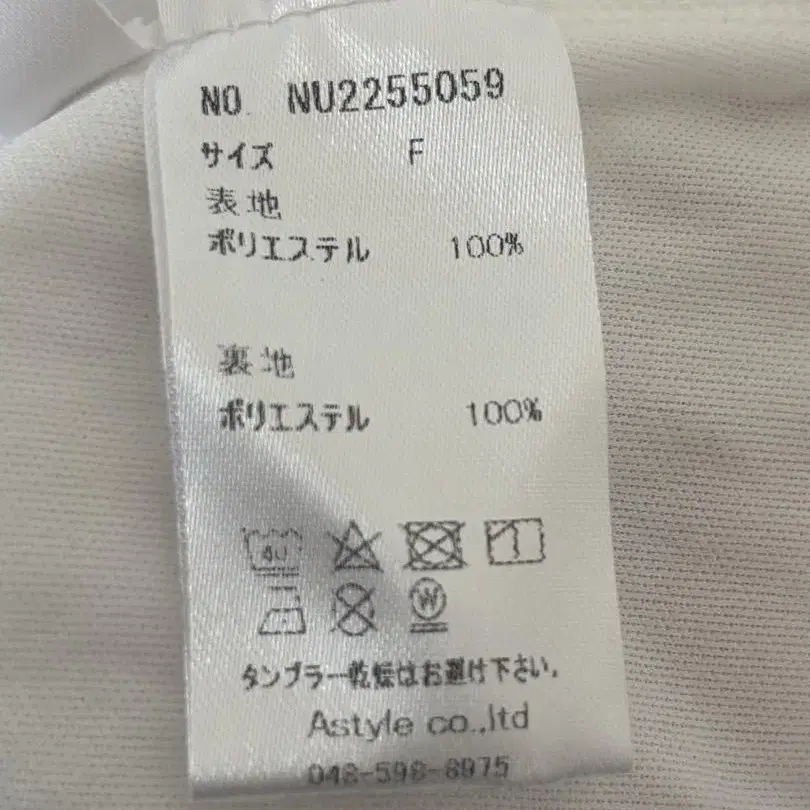 NO. NU2255059
サイズ F
表地
ポリエステル 100%
裏地
ポリエステル 100%
40
W
タンブラー乾燥はお避け下さい.
Astyle co.,ltd
048-598-8975